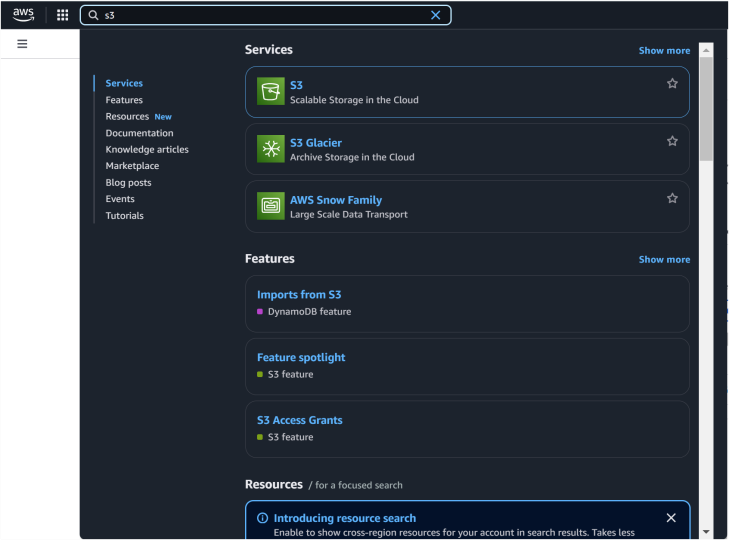 aws
s3
Services
Show more
Services
Features
Resources New
Documentation
Knowledge articles
Marketplace
Blog posts
Events
Tutorials
S3
Scalable Storage in the Cloud
S3 Glacier
Archive Storage in the Cloud
AWS Snow Family
Large Scale Data Transport
Features
Show more
Imports from S3
DynamoDB feature
Feature spotlight
S3 feature
S3 Access Grants
S3 feature
Resources / for a focused search
Introducing resource search
Enable to show cross-region resources for your account in search results. Takes less